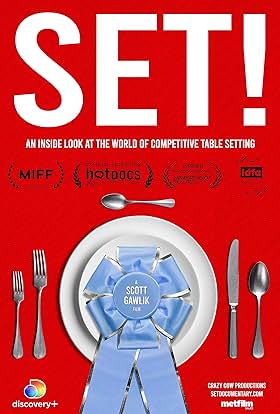 SET!
AN INSIDE LOOK AT THE WORLD OF COMPETITIVE TABLE SETTING
MIFF
hotDOCS
idfa
A
SCOTT
GAWLIK
FILM
discovery+
CRAZY COW PRODUCTIONS
SETDOCUMENTARY.COM
metfilm